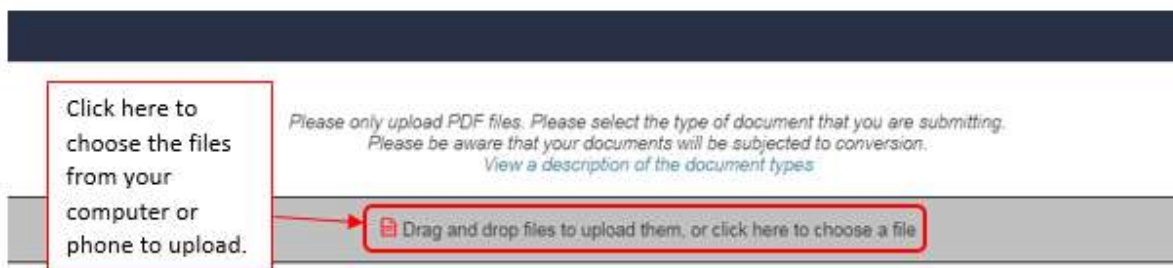 Click here to
choose the files
from your
computer or
phone to upload.
Please only upload PDF files. Please select the type of document that you are submitting.
Please be aware that your documents will be subjected to conversion.
View a description of the document types
Drag and drop files to upload them, or click here to choose a file